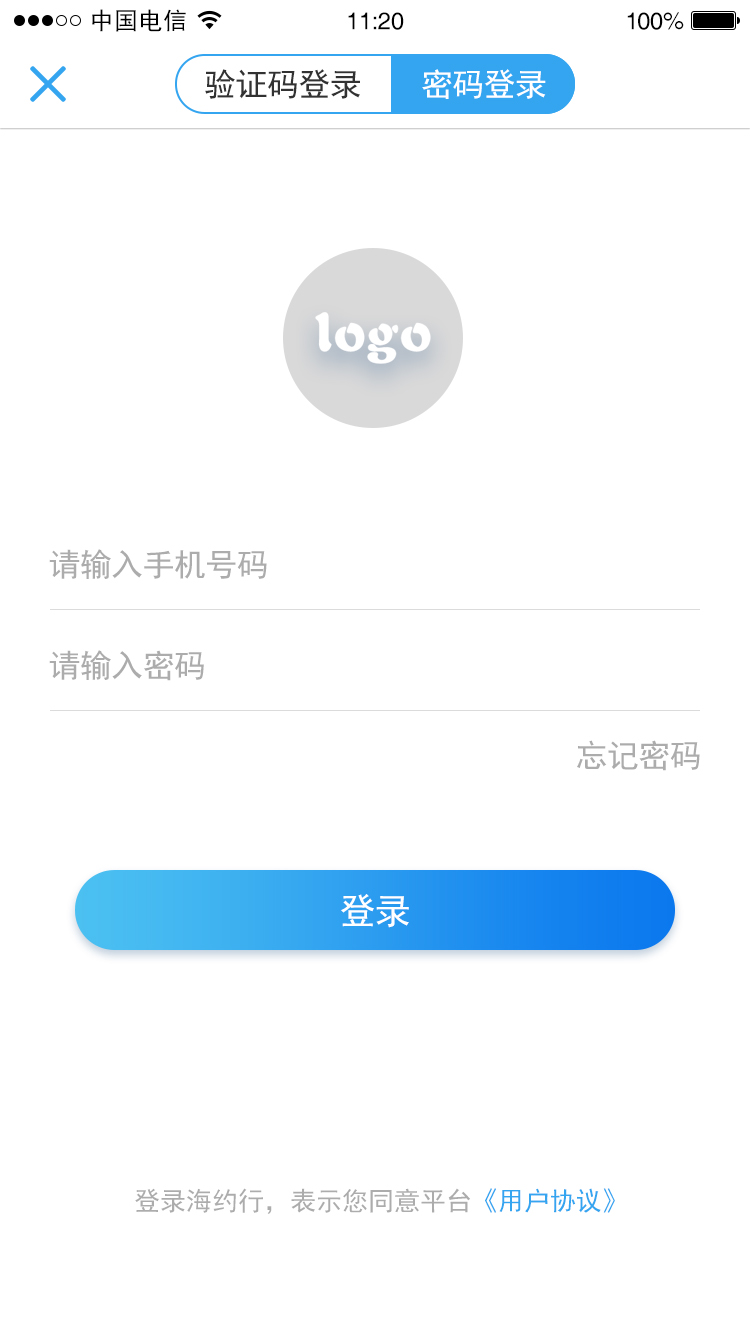 中国电信 11:20 100%
验证码登录 密码登录
logo
请输入手机号码
请输入密码
忘记密码
登录
登录海约行，表示您同意平台《用户协议》